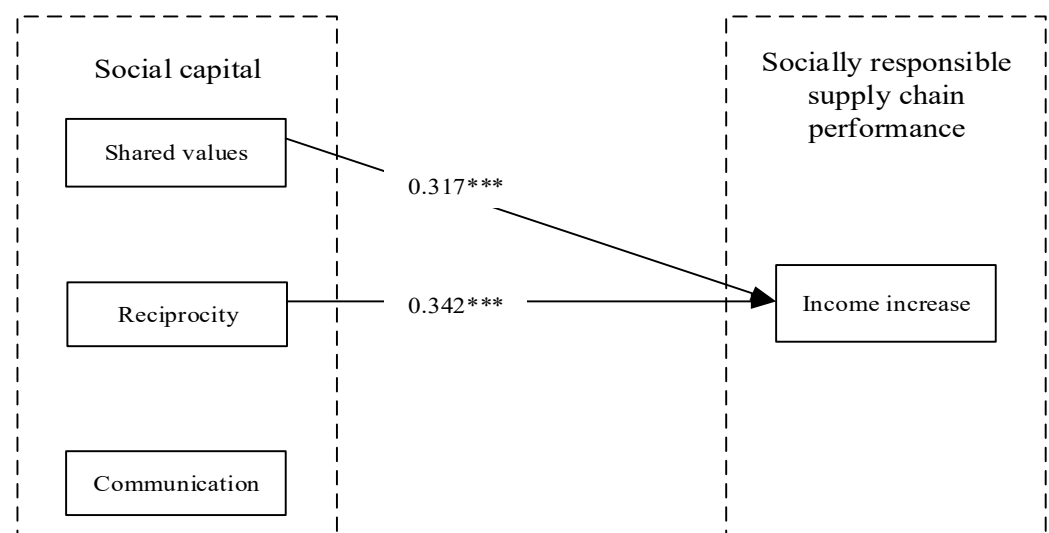 Social capital
Shared values
Reciprocity
Communication
0.317***
0.342***
Socially responsible
supply chain
performance
Income increase